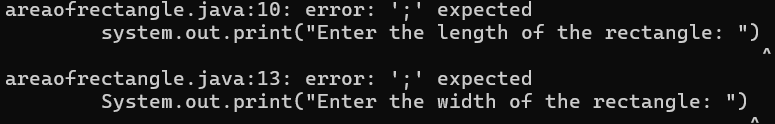 areaofrectangle.java:10: error: ';' expected
system.out.print("Enter the length of the rectangle: ")
^
areaofrectangle.java:13: error: ';' expected
System.out.print("Enter the width of the rectangle: ")
^